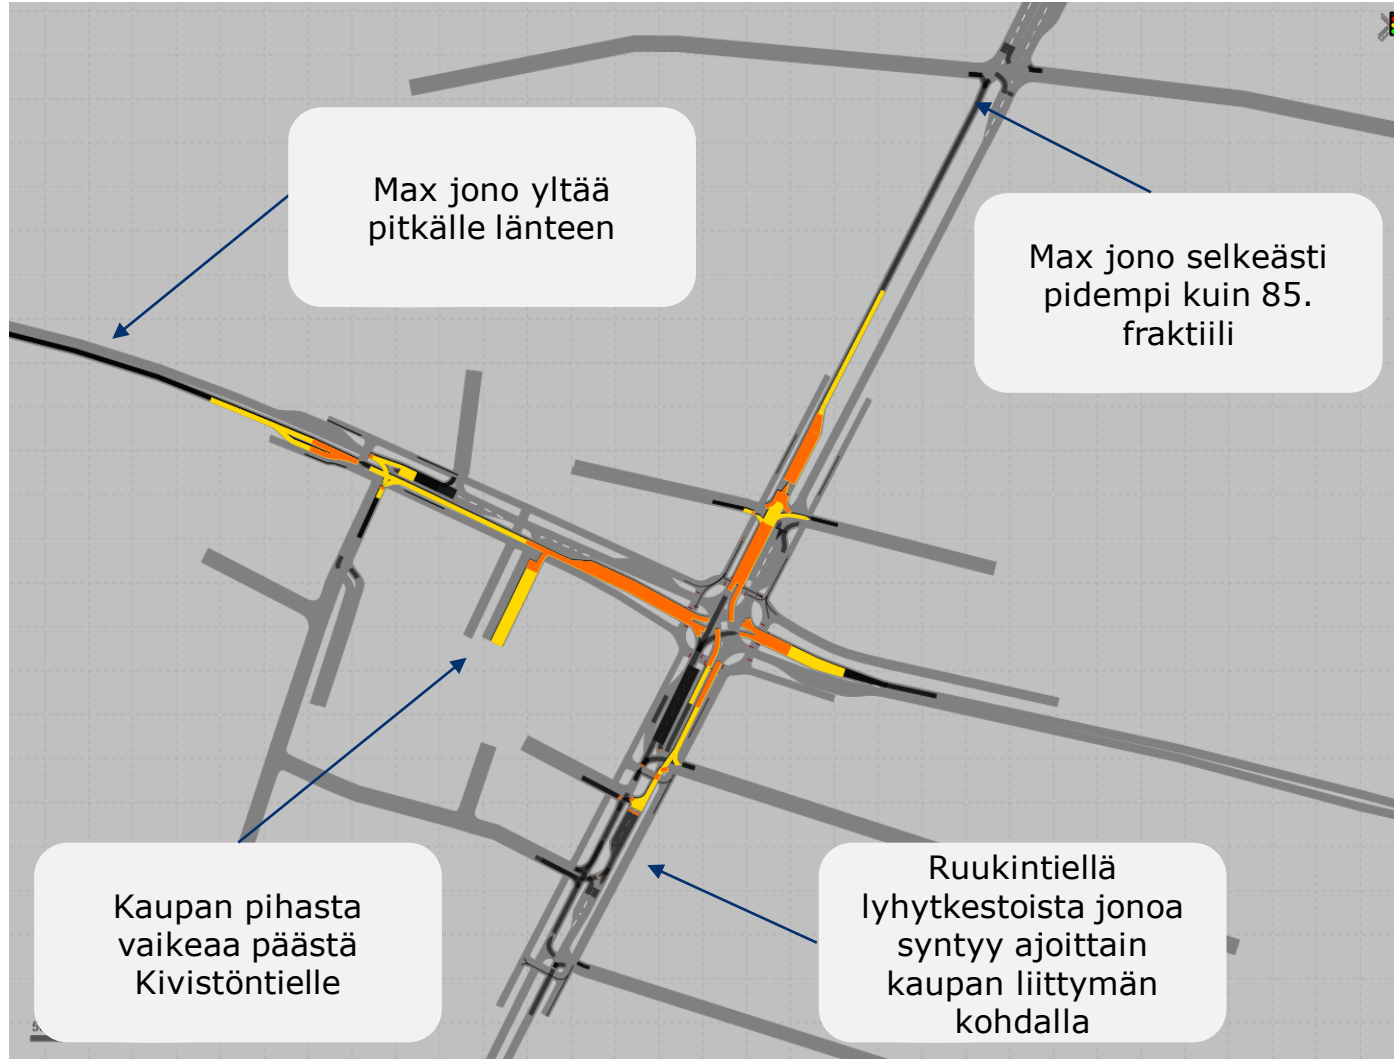 Max jono yltää
pitkälle länteen
Max jono selkeästi
pidempi kuin 85.
fraktiili
Kaupan pihasta
vaikeaa päästä
Kivistöntielle
Ruukintiellä
lyhytkestoista jonoa
syntyy ajoittain
kaupan liittymän
kohdalla